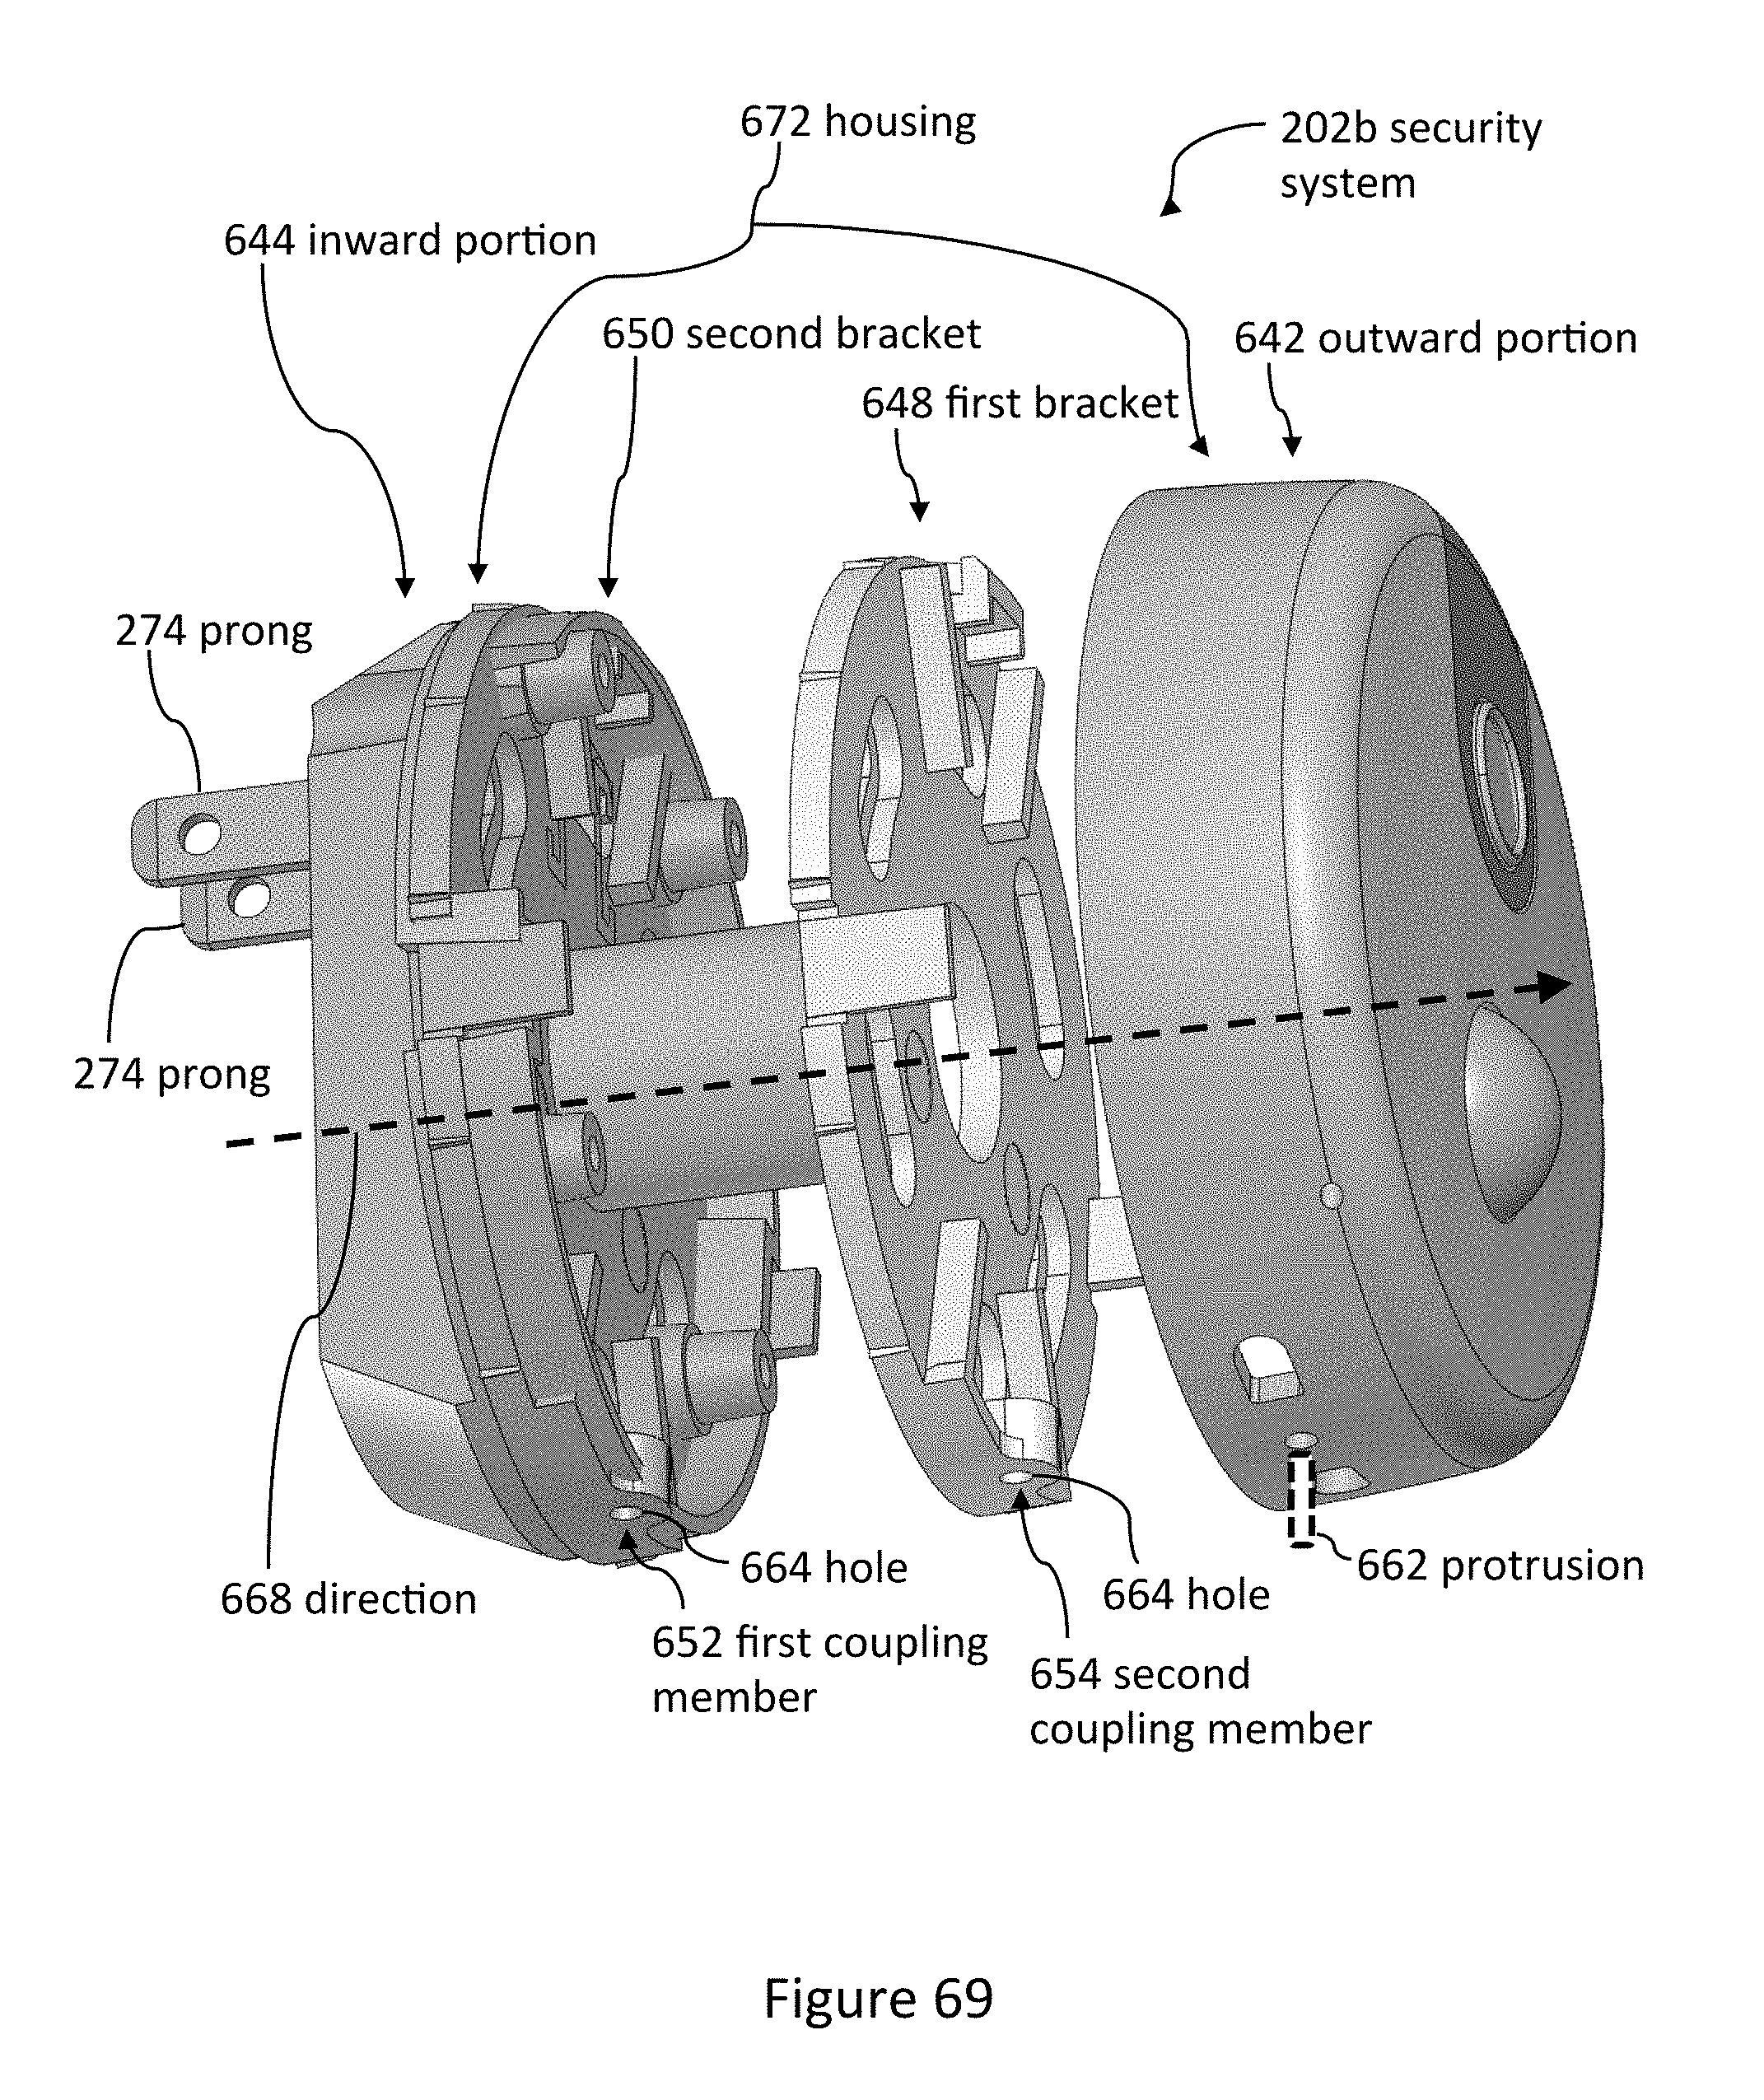 672 housing
202b security
system
644 inward portion
650 second bracket
642 outward portion
648 first bracket
274 prong
274 prong
664 hole
662 protrusion
668 direction
664 hole
652 first coupling
member
654 second
coupling member
Figure 69